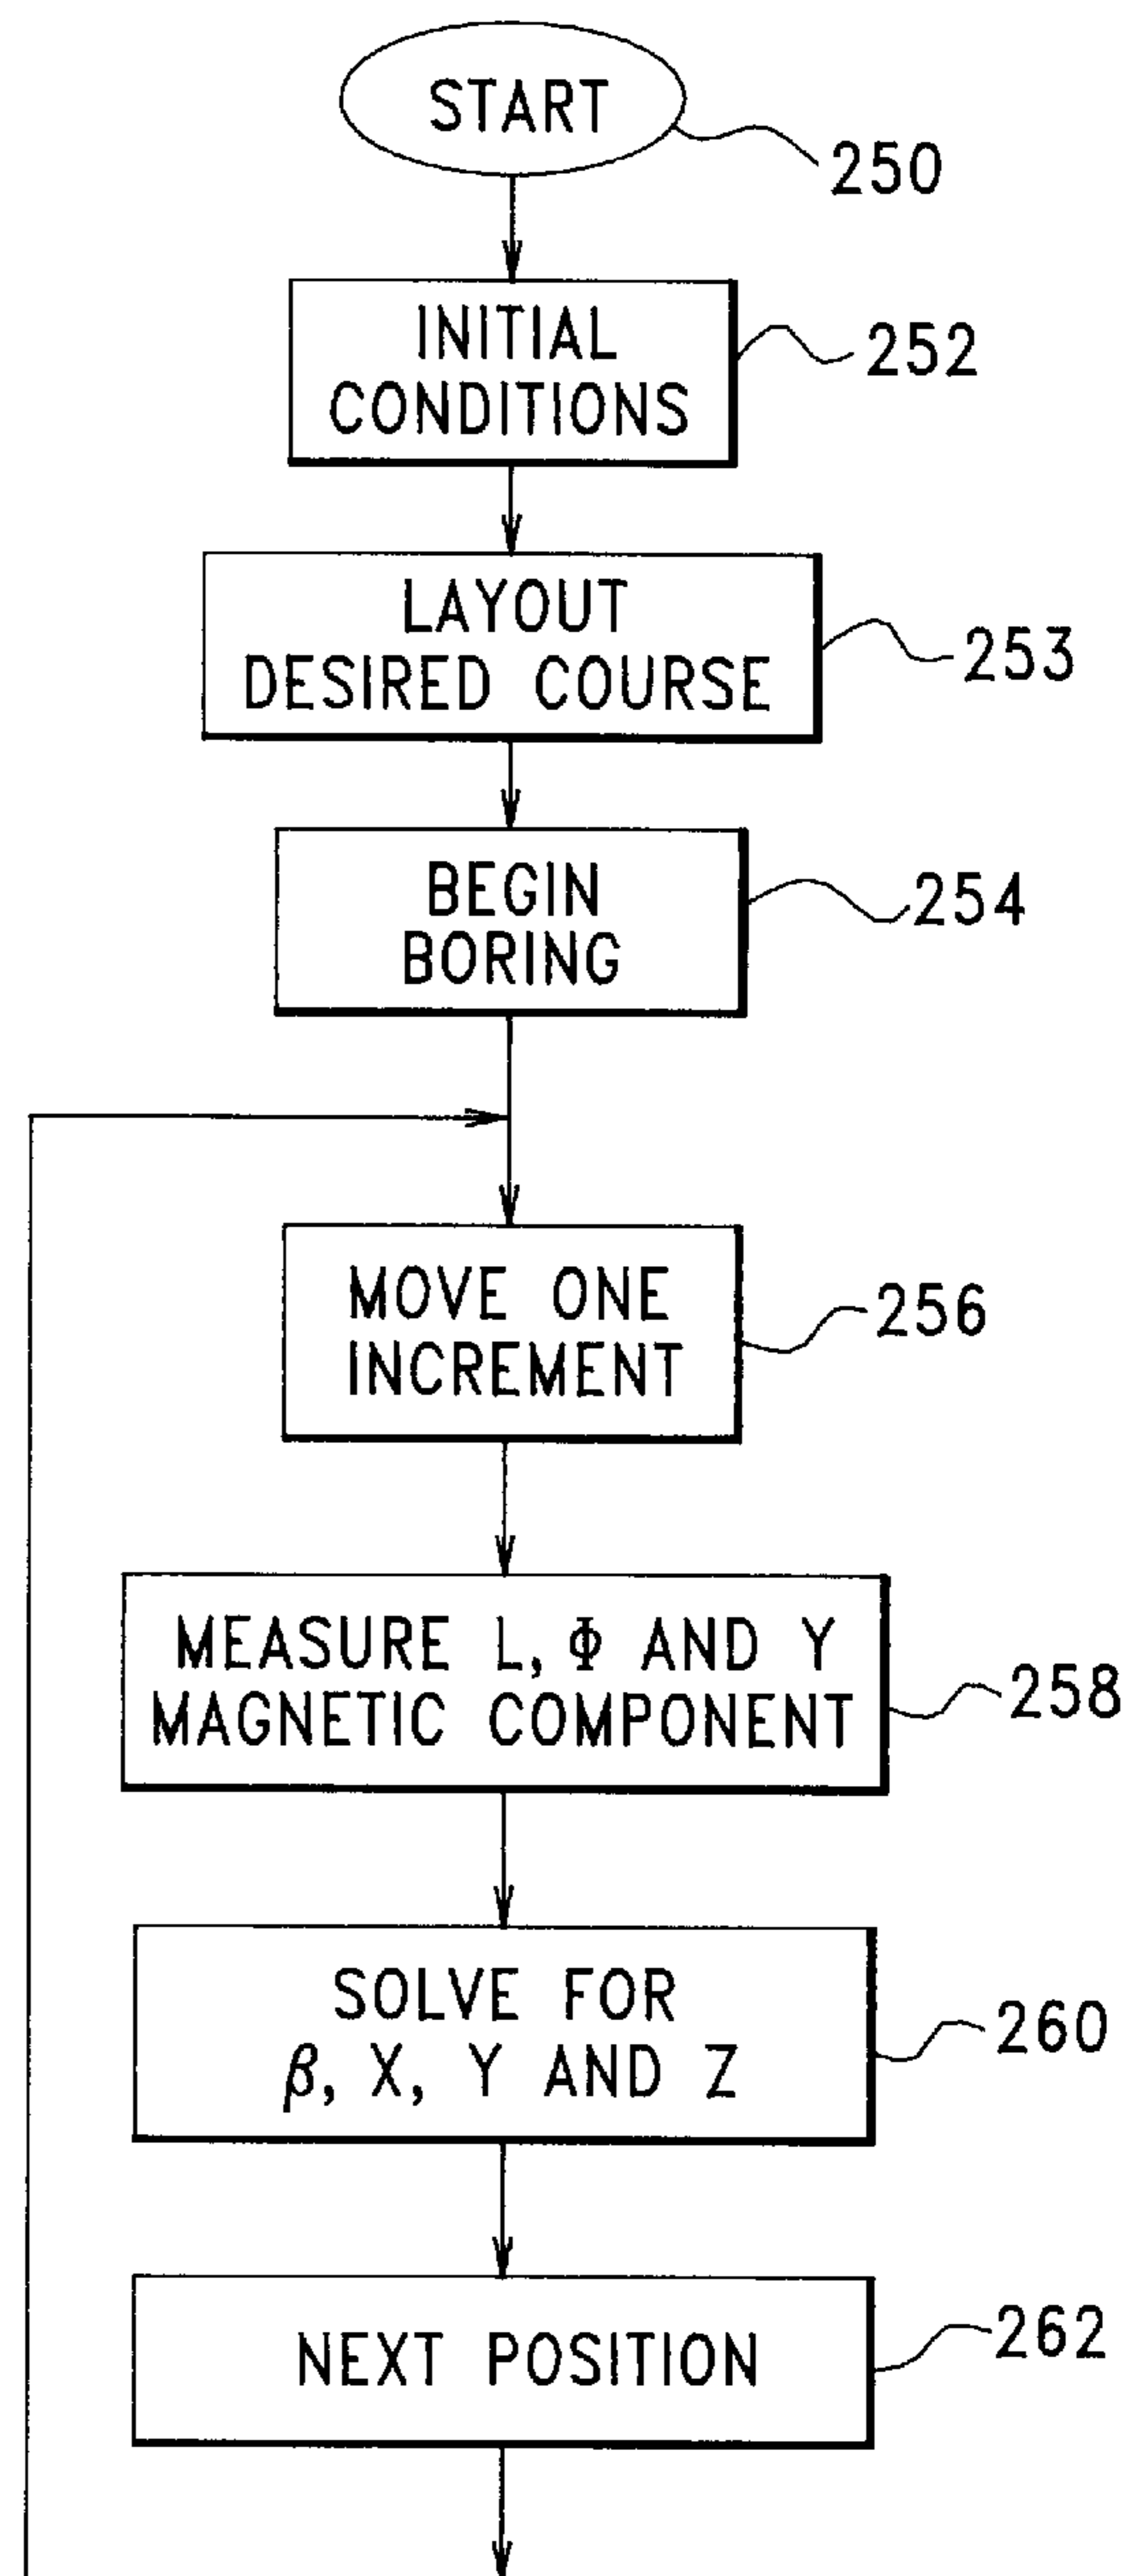 START
250
INITIAL
CONDITIONS
252
LAYOUT
DESIRED COURSE
253
BEGIN
BORING
254
MOVE ONE
INCREMENT
256
MEASURE L, Φ AND Y
MAGNETIC COMPONENT
258
SOLVE FOR
β, X, Y AND Z
260
NEXT POSITION
262